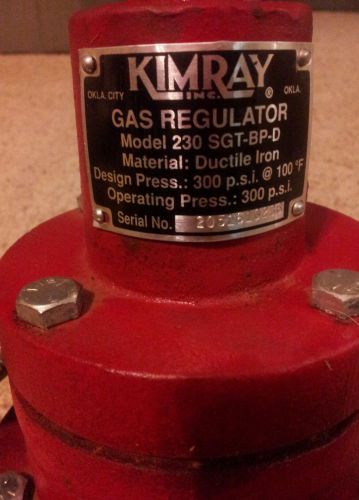 KIMRAY
OKLA. CITY INC. ® OKLA.
GAS REGULATOR
Model 230 SGT-BP-D
Material: Ductile Iron
Design Press.: 300 p.s.i. @ 100 °F
Operating Press.: 300 p.s.i.
Serial No.